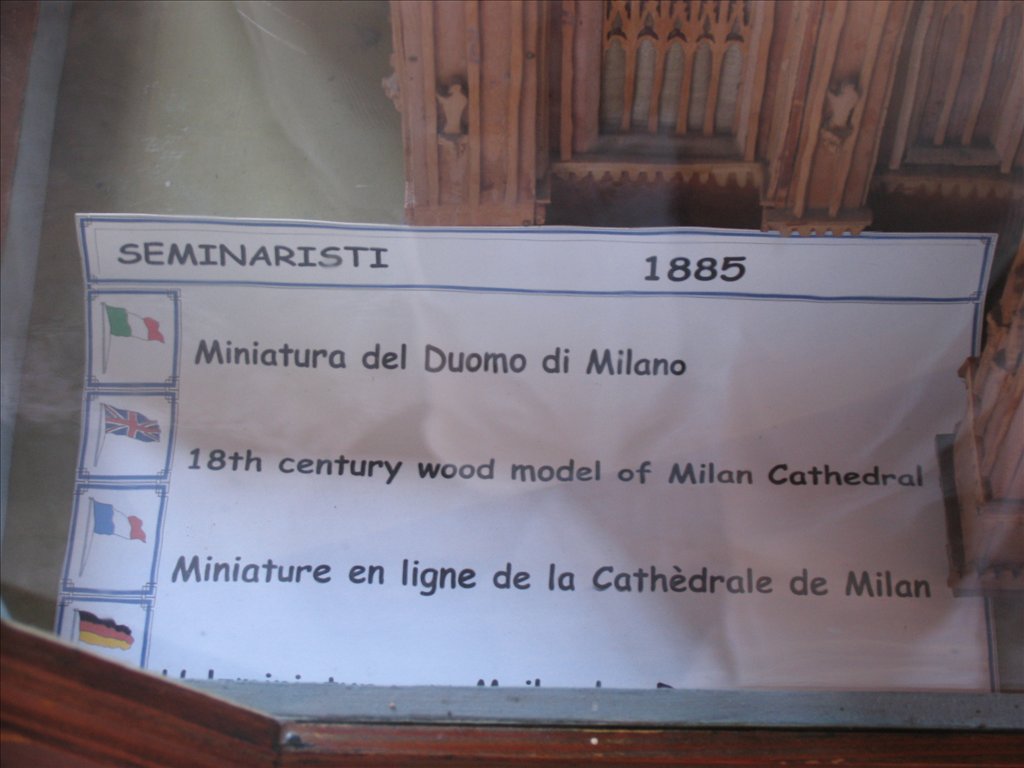 SEMINARISTI 1885
Miniatura del Duomo di Milano
18th century wood model of Milan Cathedral
Miniature en ligne de la Cathèdrale de Milan